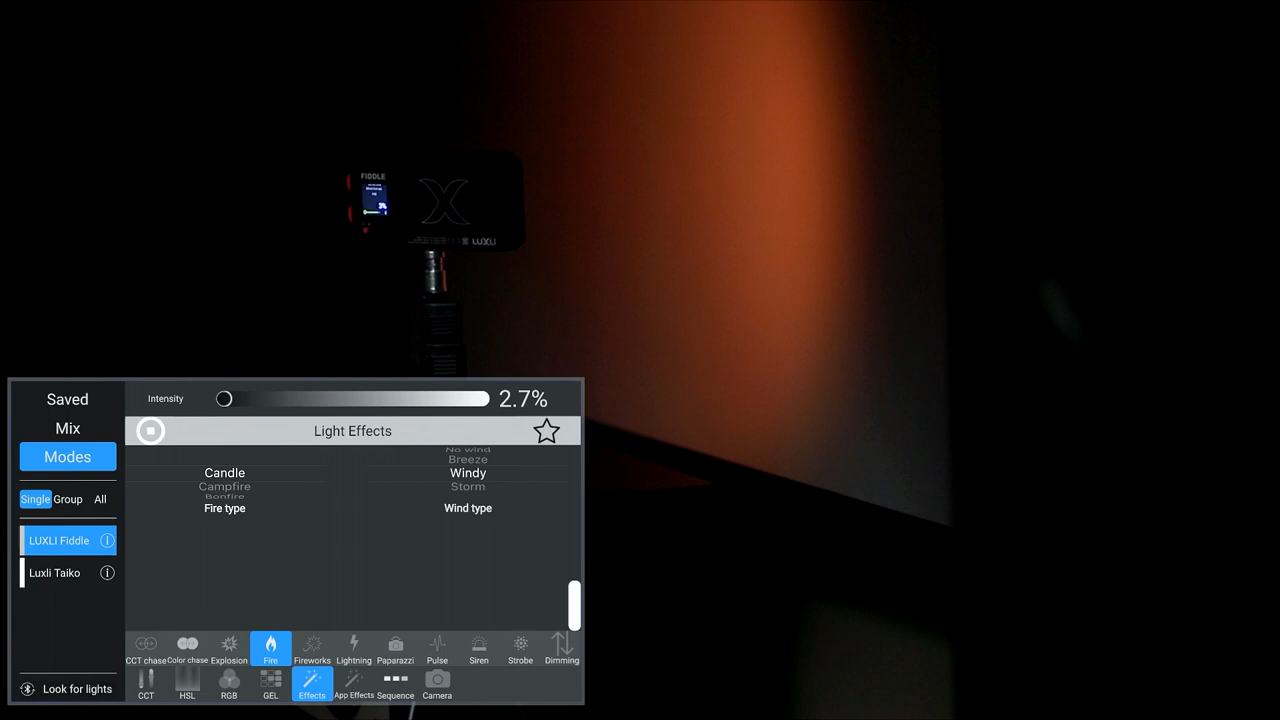 FIDDLE
3%
LUXLI
Saved
Intensity
2.7%
Mix
Light Effects
Modes
No wind
Breeze
Candle
Windy
Campfire
Storm
Bonfire
Single Group All
Fire type
Wind type
LUXLI Fiddle
Luxli Taiko
CCT chase Color chase Explosion Fire Fireworks Lightning Paparazzi Pulse Siren Strobe Dimming
Look for lights
CCT HSL RGB GEL Effects App Effects Sequence Camera